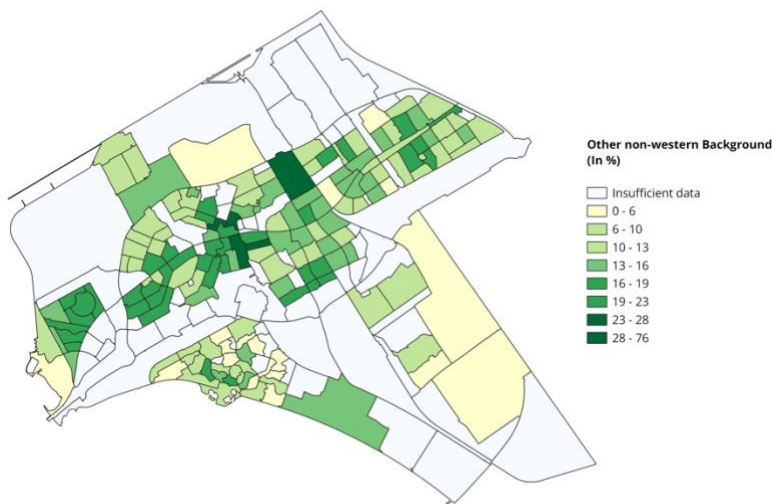 Other non-western Background
(In %)
Insufficient data
0 - 6
6 - 10
10 - 13
13 - 16
16 - 19
19 - 23
23 - 28
28 - 76